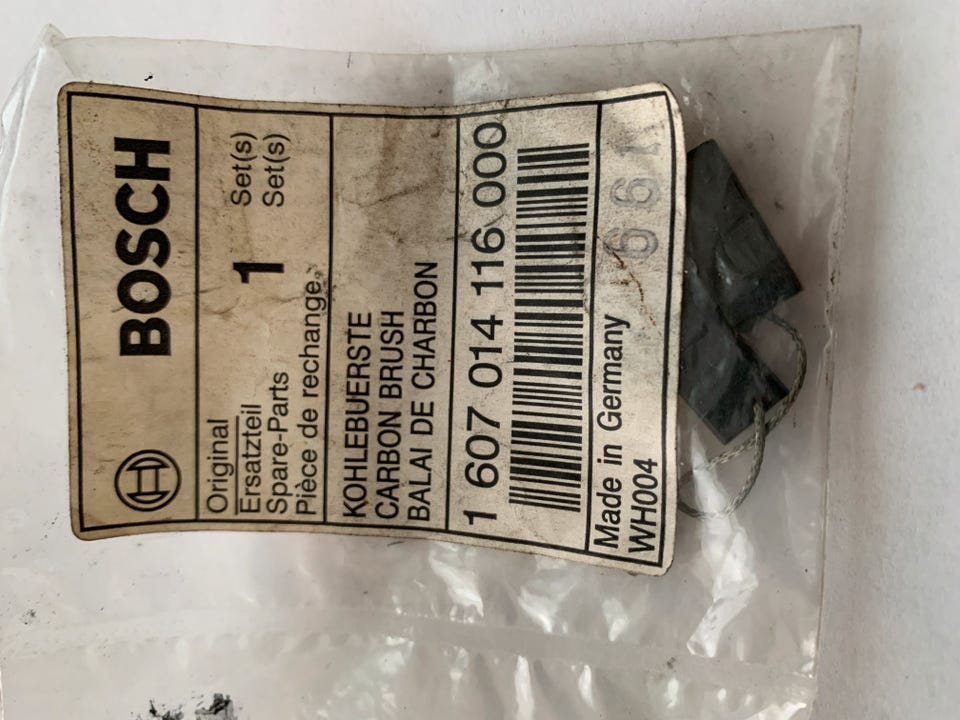 BOSCH
Original
Ersatzteil 1 Set(s)
Spare-Parts Set(s)
Pièce de rechange
KOHLEBUERSTE
CARBON BRUSH
BALAI DE CHARBON
1 607 014 116 000
Made in Germany
WH004